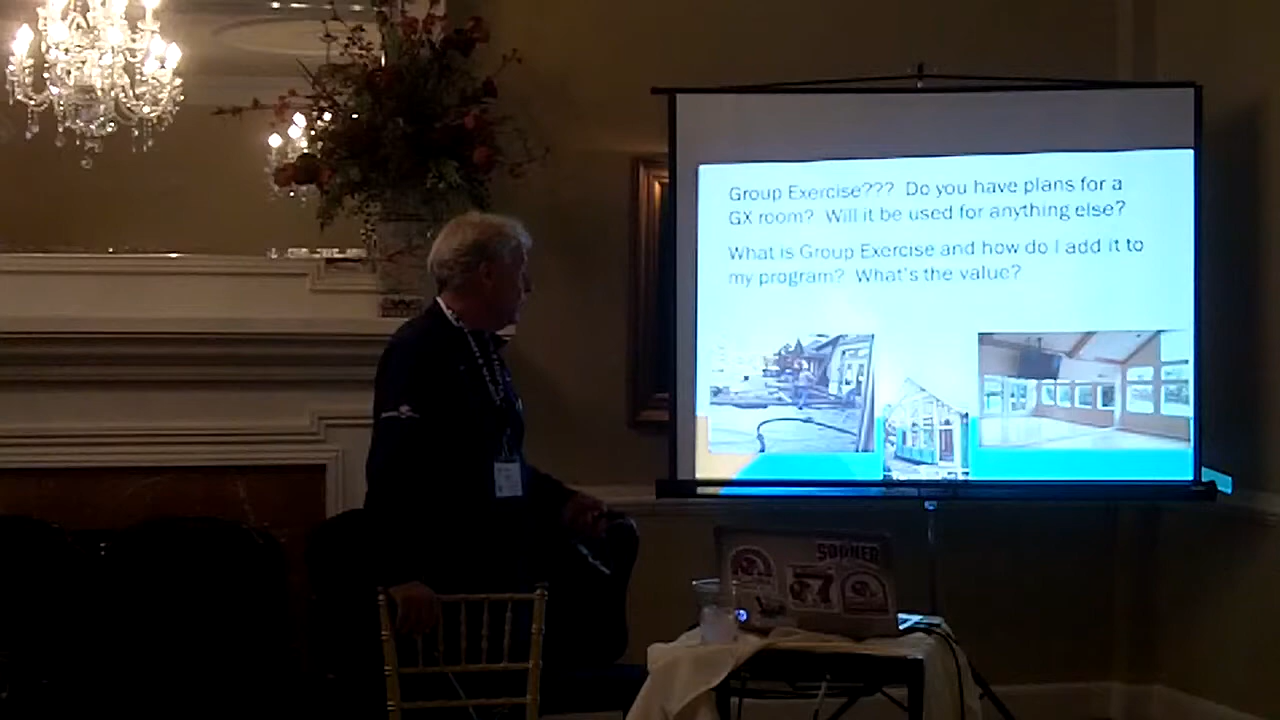 Group Exercise??? Do you have plans for a
GX room? Will it be used for anything else?
What is Group Exercise and how do I add it to
my program? What's the value?
SOONER